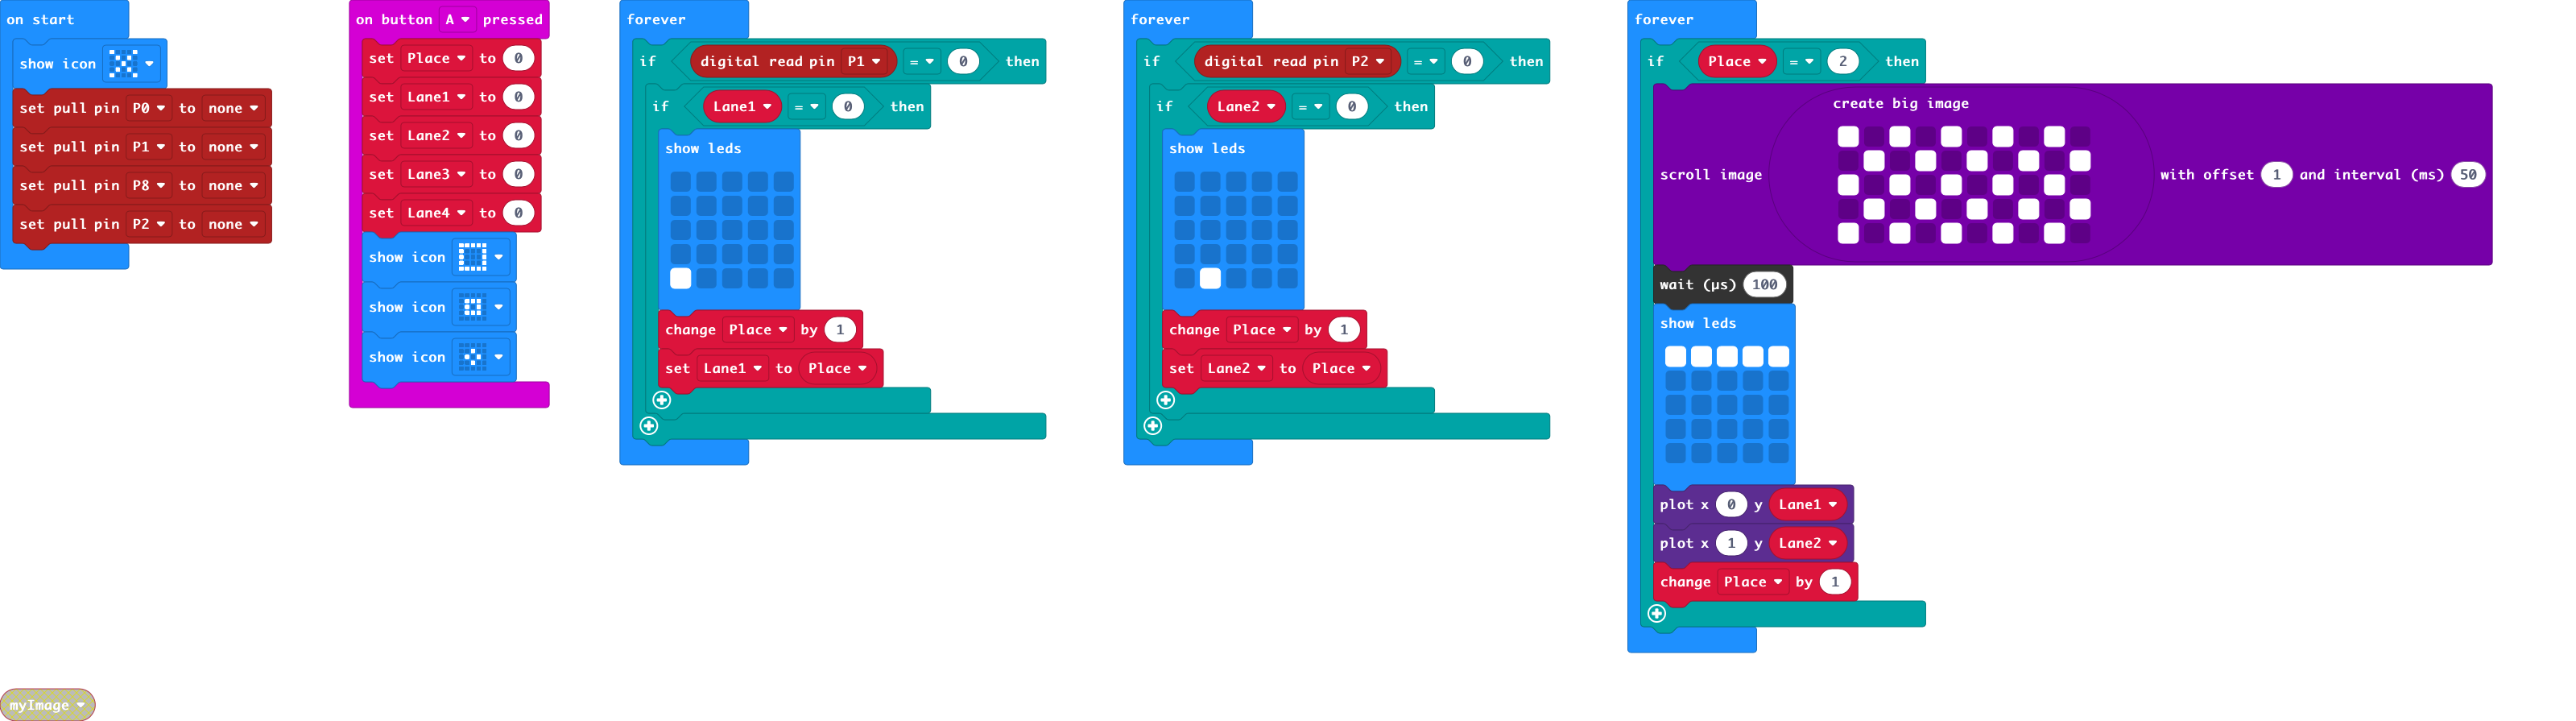 on start
show icon
set pull pin P0 to none
set pull pin P1 to none
set pull pin P8 to none
set pull pin P2 to none
on button A pressed
set Place to 0
set Lane1 to 0
set Lane2 to 0
set Lane3 to 0
set Lane4 to 0
show icon
show icon
show icon
forever
if digital read pin P1 = 0 then
if Lane1 = 0 then
show leds
change Place by 1
set Lane1 to Place
forever
if digital read pin P2 = 0 then
if Lane2 = 0 then
show leds
change Place by 1
set Lane2 to Place
forever
if Place = 2 then
create big image
scroll image with offset 1 and interval (ms) 50
wait (µs) 100
show leds
plot x 0 y Lane1
plot x 1 y Lane2
change Place by 1
myImage